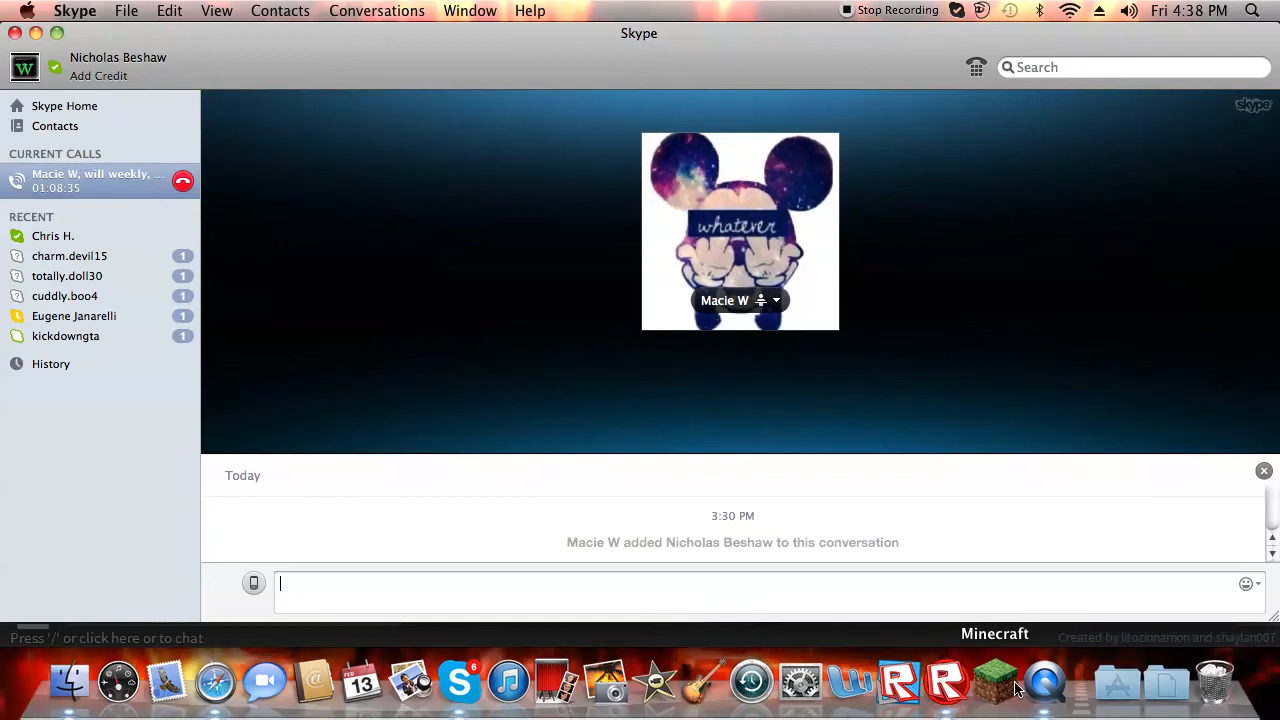 Skype File Edit View Contacts Conversations Window Help Stop Recording Fri 4:38 PM
Skype
Nicholas Beshaw
Add Credit
Search
Skype Home
Contacts
CURRENT CALLS
Macie W, will weekly, ...
01:08:35
RECENT
Chris H.
charm.devil15 1
totally.doll30 1
cuddly.boo4 1
Eugene Janarelli 1
kickdowngta 1
History
skype
whatever
Macie W
Today
3:30 PM
Macie W added Nicholas Beshaw to this conversation
Press '/' or click here or to chat
Minecraft
Created by litozinnamon and shaylan007
13
6